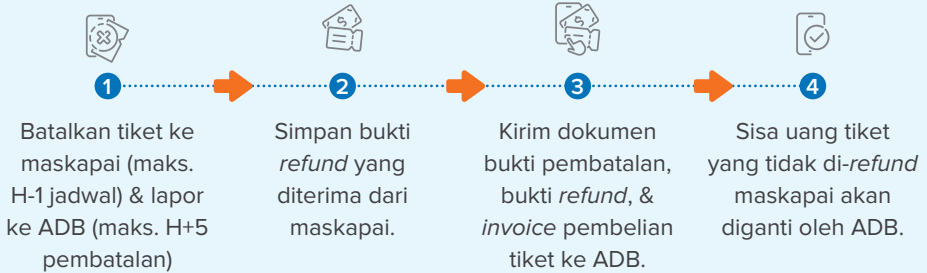 1
Batalkan tiket ke
maskapai (maks.
H-1 jadwal) & lapor
ke ADB (maks. H+5
pembatalan)
2
Simpan bukti
refund yang
diterima dari
maskapai.
3
Kirim dokumen
bukti pembatalan,
bukti refund, &
invoice pembelian
tiket ke ADB.
4
Sisa uang tiket
yang tidak di-refund
maskapai akan
diganti oleh ADB.